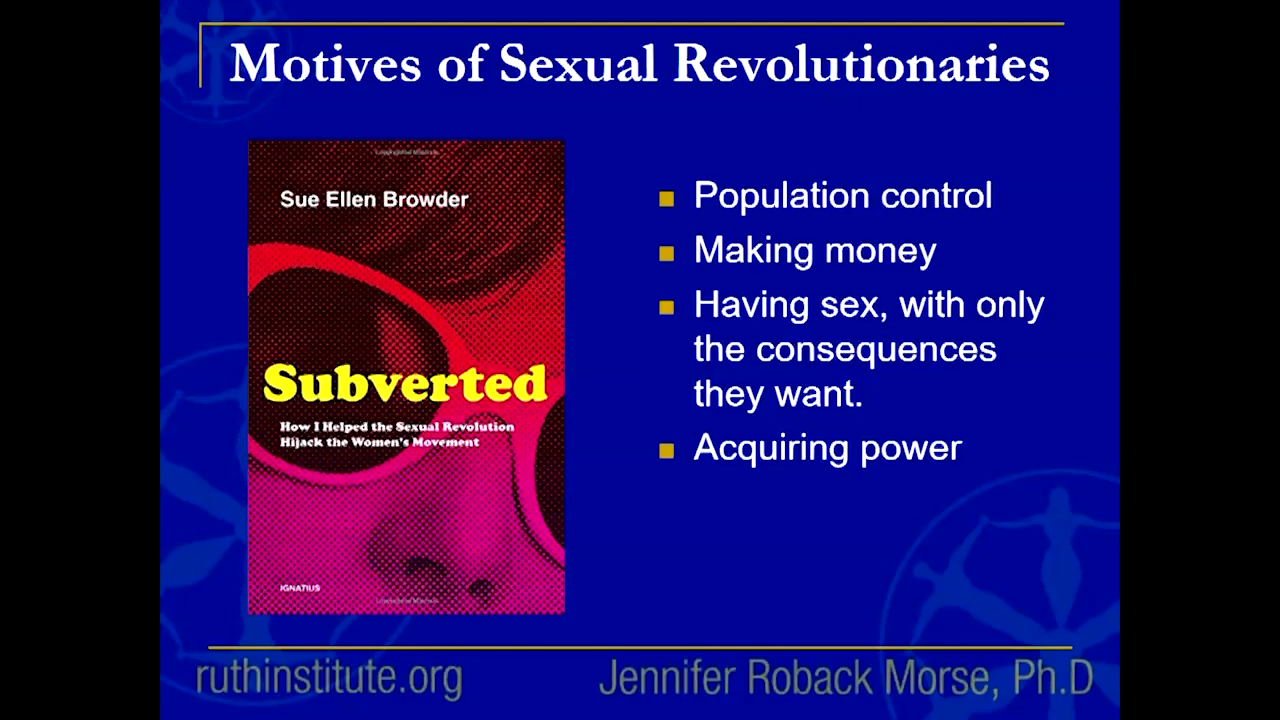 Motives of Sexual Revolutionaries
Sue Ellen Browder
Subverted
How I Helped the Sexual Revolution
Hijack the Women's Movement
IGNATIUS
Population control
Making money
Having sex, with only
the consequences
they want.
Acquiring power
ruthinstitute.org
Jennifer Roback Morse, Ph.D